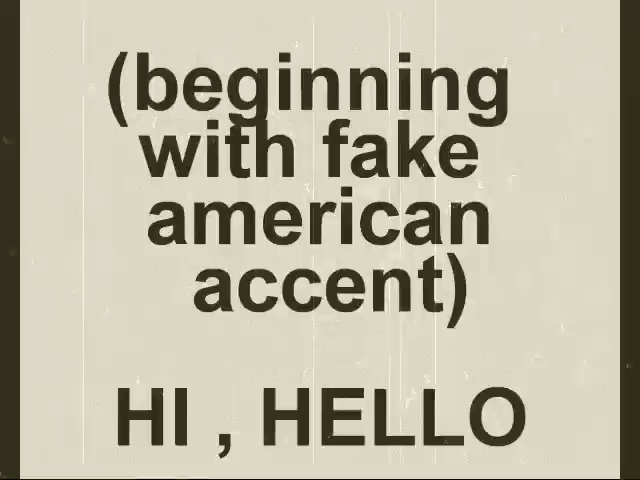 (beginning
with fake
american
accent)
HI , HELLO